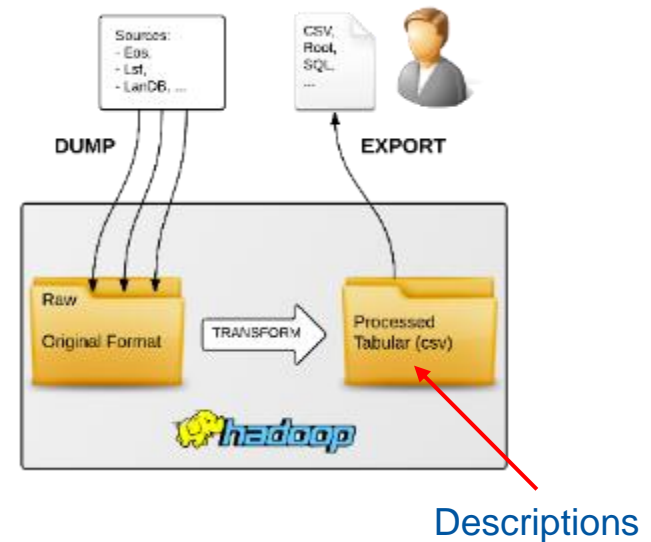 Sources:
- Eos,
- Lsf,
- LanDB, ...
CSV,
Root,
SQL,
...
DUMP
EXPORT
Raw
Original Format
TRANSFORM
Processed
Tabular (csv)
hadoop
Descriptions